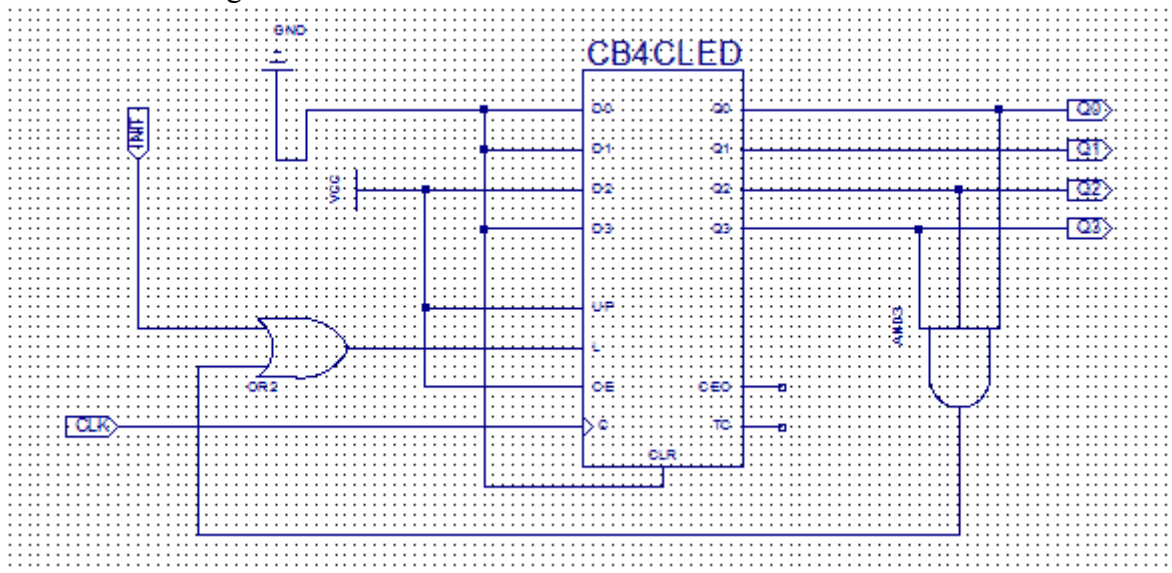 GND
CB4CLED
INIT
VCC
D0
D1
D2
D3
UP
L
CE
C
CLR
Q0
Q1
Q2
Q3
CEO
TC
Q0
Q1
Q2
Q3
AND3
OR2
CLK